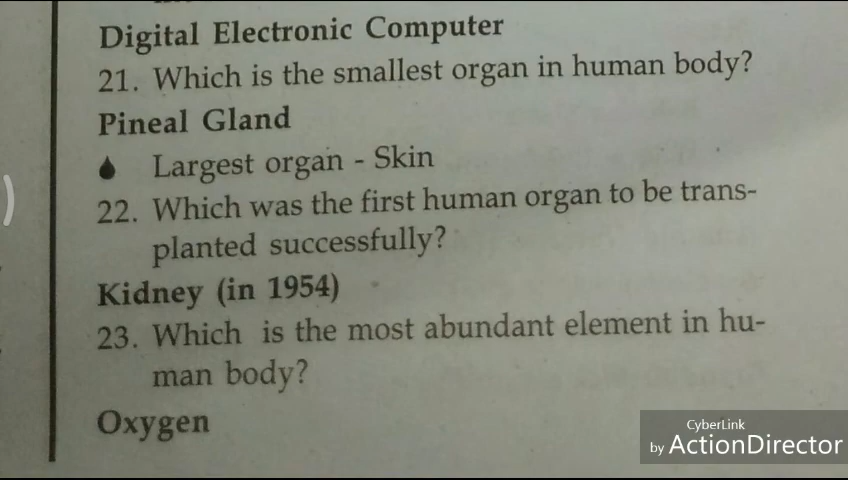 Digital Electronic Computer
21. Which is the smallest organ in human body?
Pineal Gland
Largest organ - Skin
22. Which was the first human organ to be trans-
planted successfully?
Kidney (in 1954)
23. Which is the most abundant element in hu-
man body?
Oxygen
CyberLink
by ActionDirector